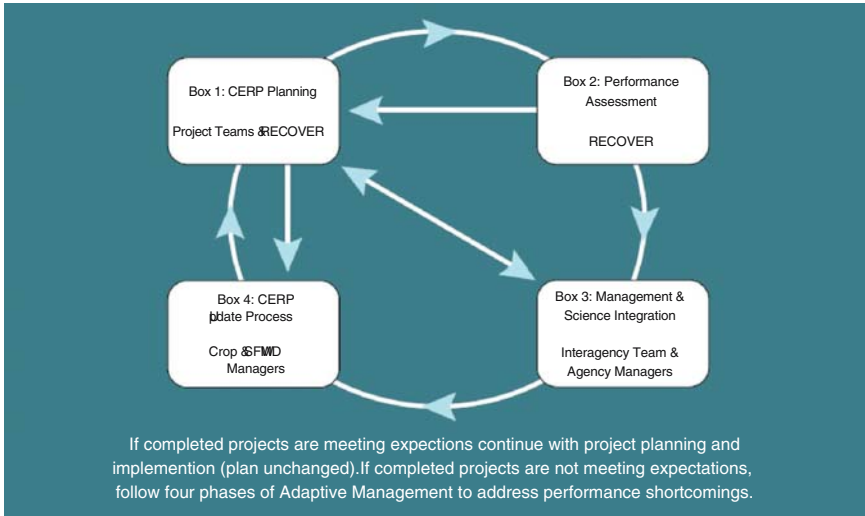 Box 1: CERP Planning
Project Teams &RECOVER
Box 2: Performance
Assessment
RECOVER
Box 4: CERP
Update Process
Crop &SFWMD
Managers
Box 3: Management &
Science Integration
Interagency Team &
Agency Managers
If completed projects are meeting expections continue with project planning and
implemention (plan unchanged).If completed projects are not meeting expectations,
follow four phases of Adaptive Management to address performance shortcomings.